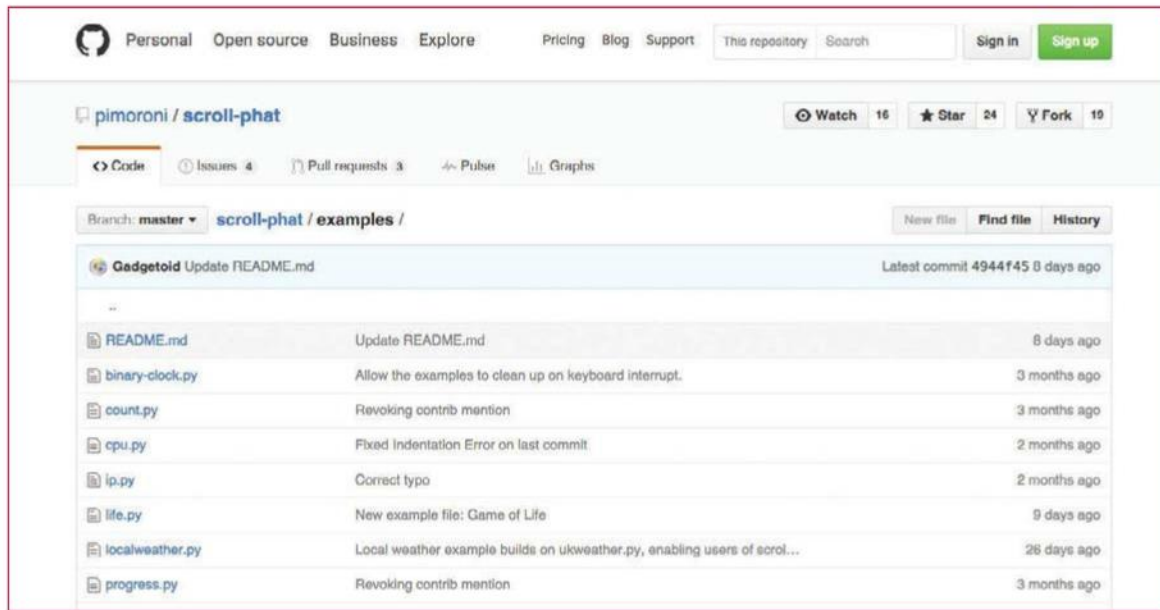 Personal Open source Business Explore Pricing Blog Support This repository Search Sign in Sign up
pimoroni / scroll-phat Watch 16 Star 24 Fork 19
Code Issues 4 Pull requests 3 Pulse Graphs
Branch: master scroll-phat / examples / New file Find file History
Gadgetoid Update README.md Latest commit 4944f45 8 days ago
..
README.md Update README.md 8 days ago
binary-clock.py Allow the examples to clean up on keyboard interrupt. 3 months ago
count.py Revoking contrib mention 3 months ago
cpu.py Fixed Indentation Error on last commit 2 months ago
ip.py Correct typo 2 months ago
life.py New example file: Game of Life 9 days ago
localweather.py Local weather example builds on ukweather.py, enabling users of scrol... 26 days ago
progress.py Revoking contrib mention 3 months ago